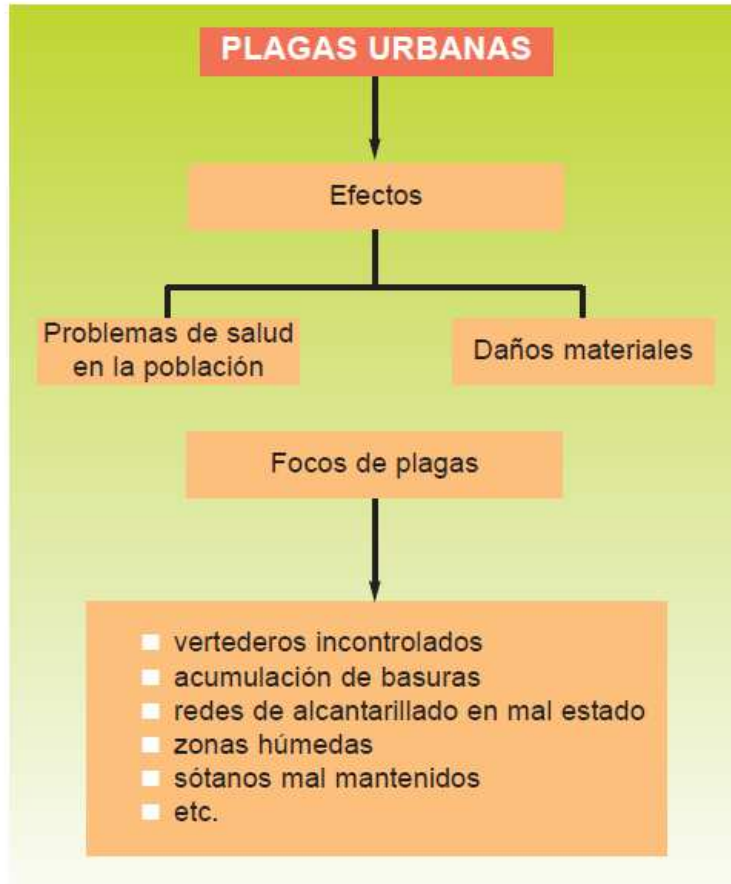 PLAGAS URBANAS
Efectos
Problemas de salud
en la población
Daños materiales
Focos de plagas
vertederos incontrolados
acumulación de basuras
redes de alcantarillado en mal estado
zonas húmedas
sótanos mal mantenidos
etc.